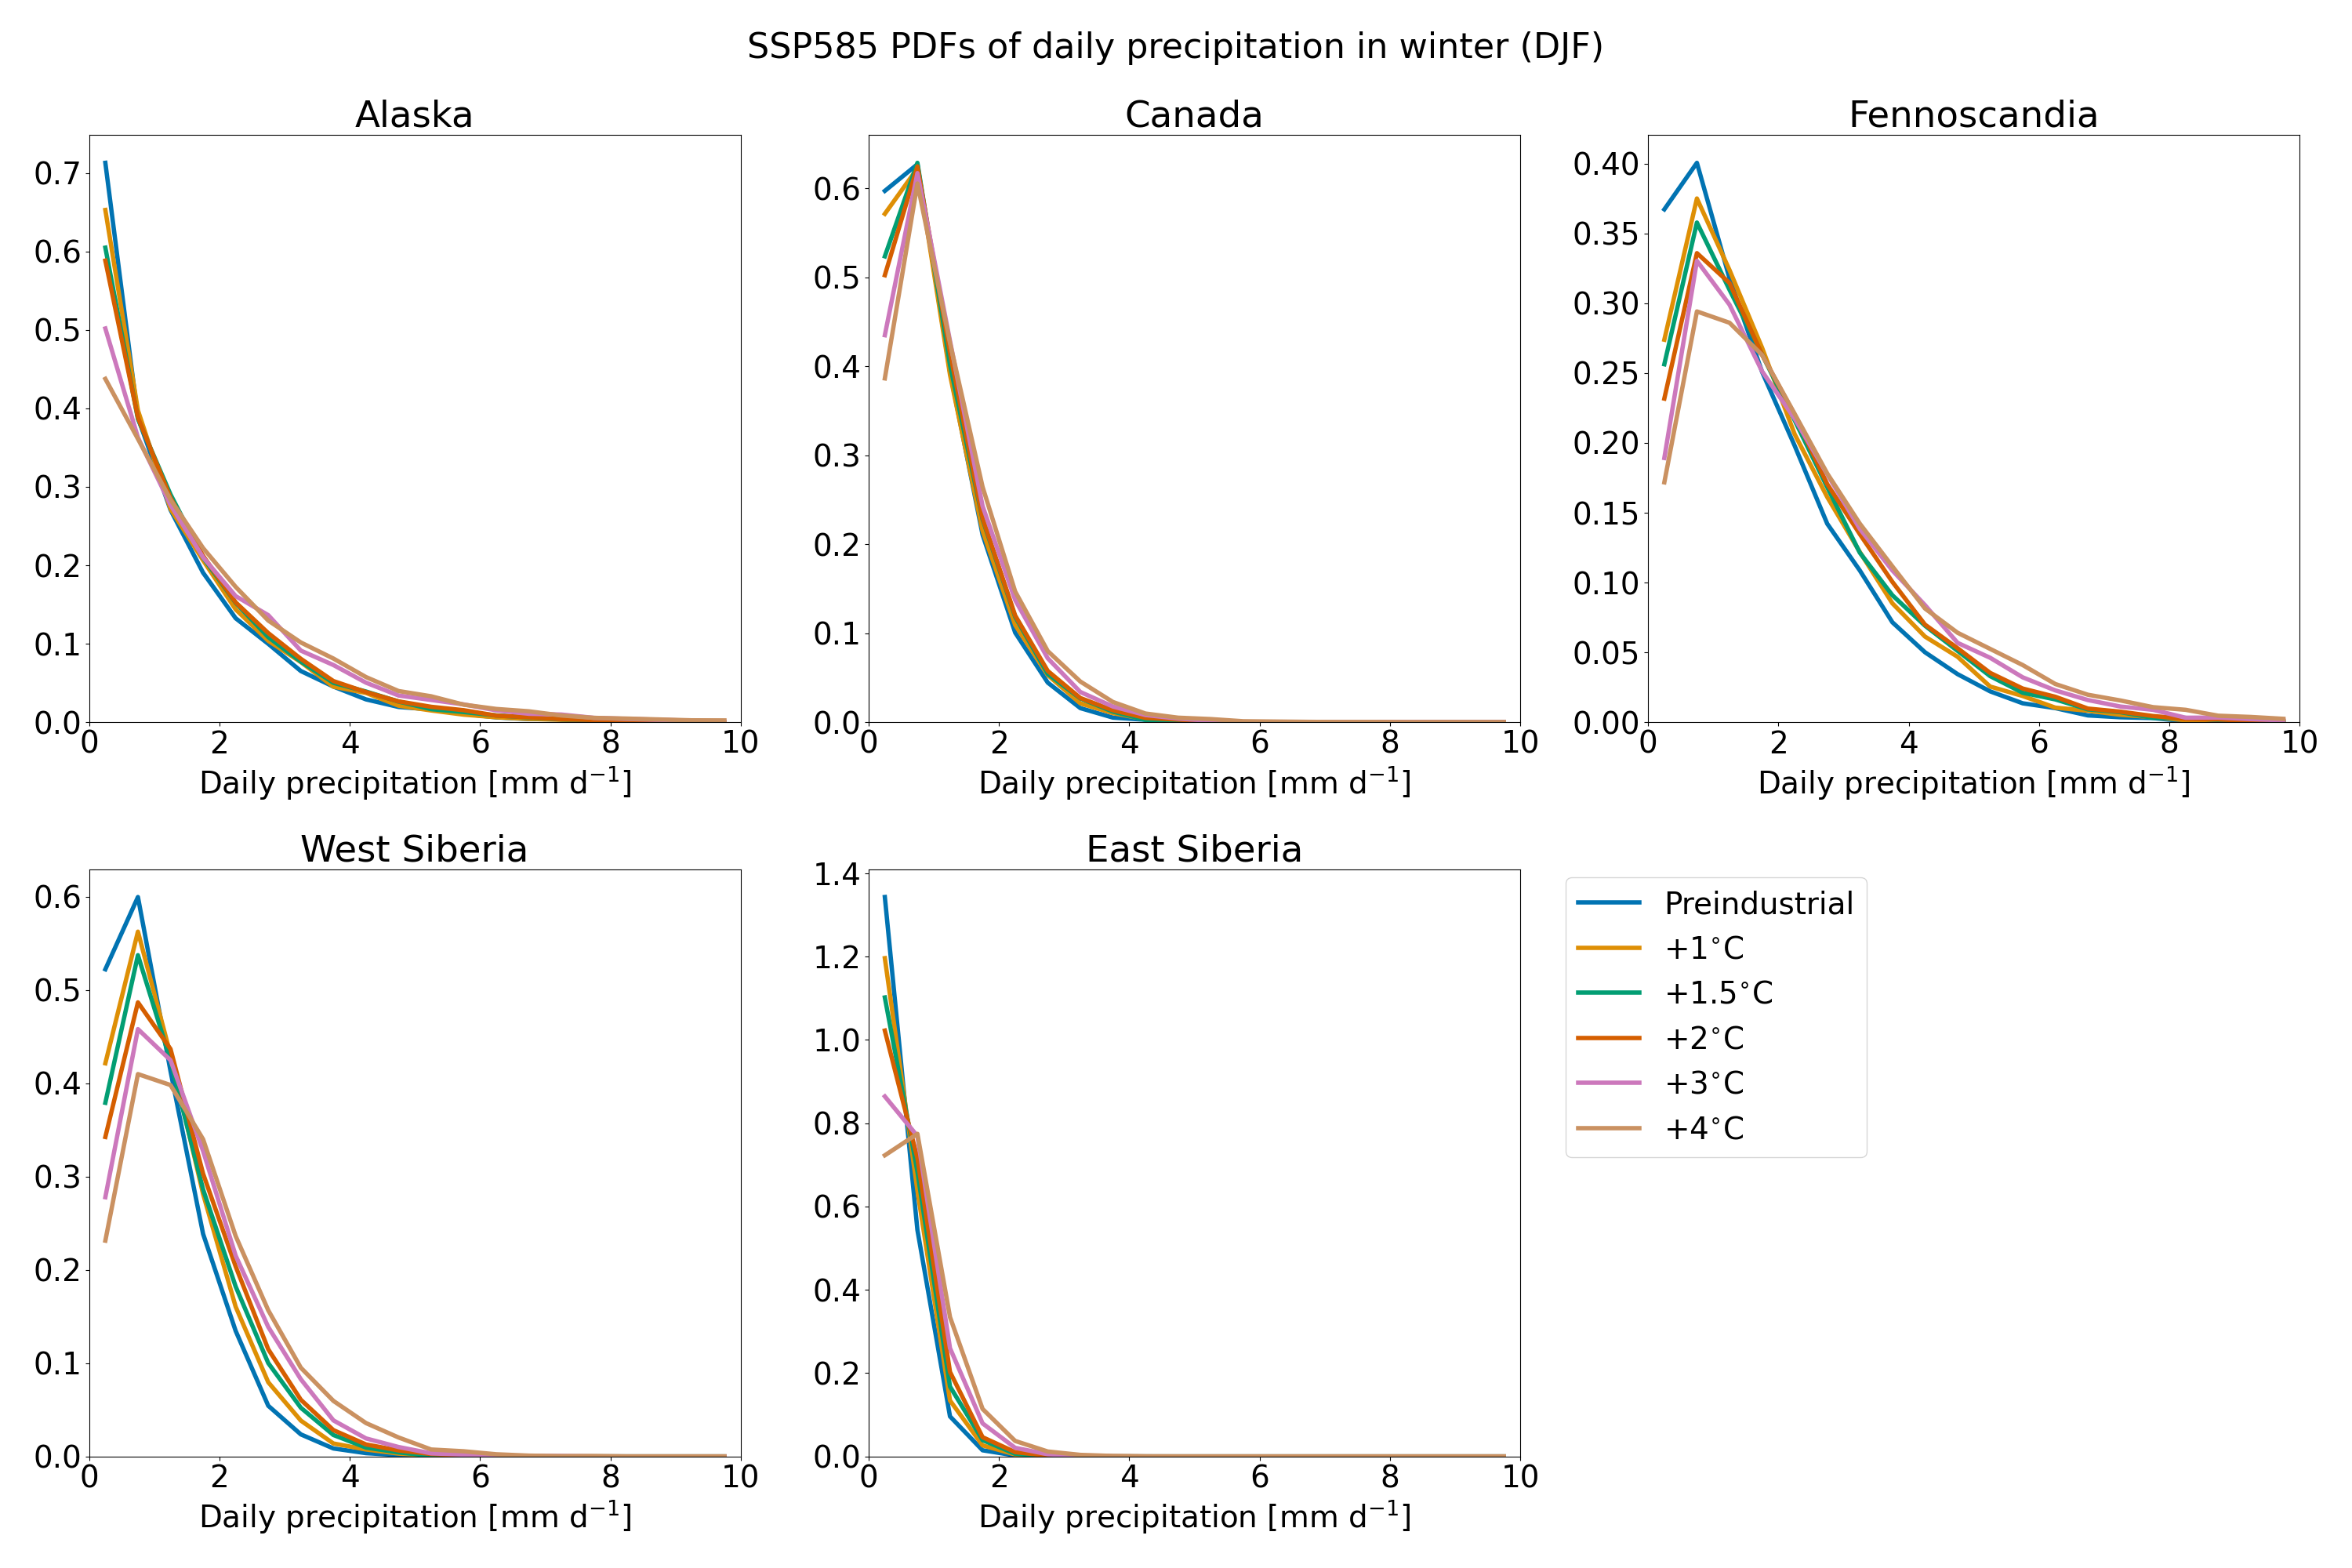 SSP585 PDFs of daily precipitation in winter (DJF)
Alaska
0.7
0.6
0.5
0.4
0.3
0.2
0.1
0.0
0 2 4 6 8 10
Daily precipitation [mm d⁻¹]
Canada
0.6
0.5
0.4
0.3
0.2
0.1
0.0
0 2 4 6 8 10
Daily precipitation [mm d⁻¹]
Fennoscandia
0.40
0.35
0.30
0.25
0.20
0.15
0.10
0.05
0.00
0 2 4 6 8 10
Daily precipitation [mm d⁻¹]
West Siberia
0.6
0.5
0.4
0.3
0.2
0.1
0.0
0 2 4 6 8 10
Daily precipitation [mm d⁻¹]
East Siberia
1.4
1.2
1.0
0.8
0.6
0.4
0.2
0.0
0 2 4 6 8 10
Daily precipitation [mm d⁻¹]
Preindustrial
+1°C
+1.5°C
+2°C
+3°C
+4°C